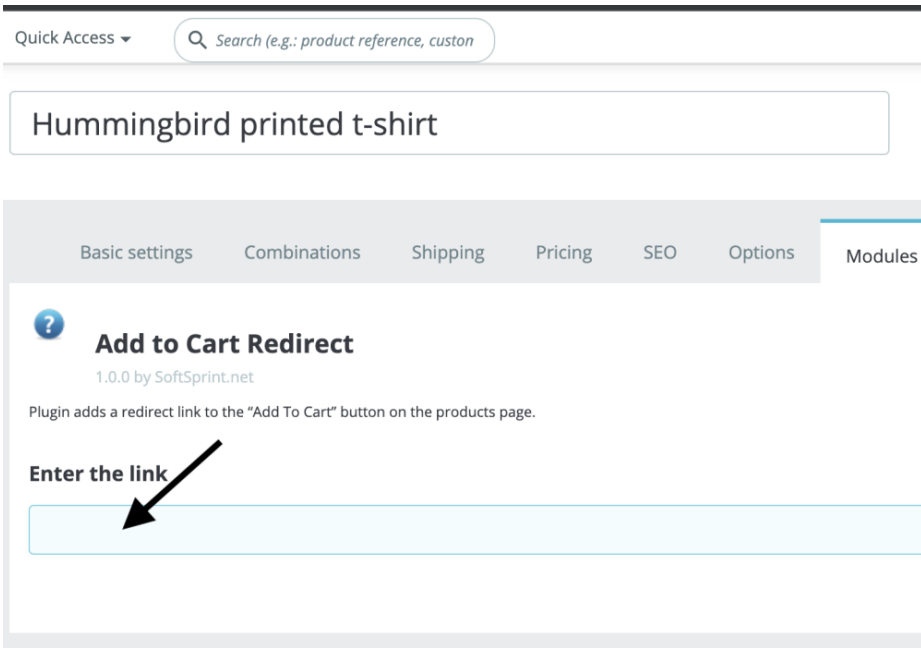 Quick Access
Search (e.g.: product reference, custon
Hummingbird printed t-shirt
Basic settings Combinations Shipping Pricing SEO Options Modules
?
Add to Cart Redirect
1.0.0 by SoftSprint.net
Plugin adds a redirect link to the “Add To Cart” button on the products page.
Enter the link